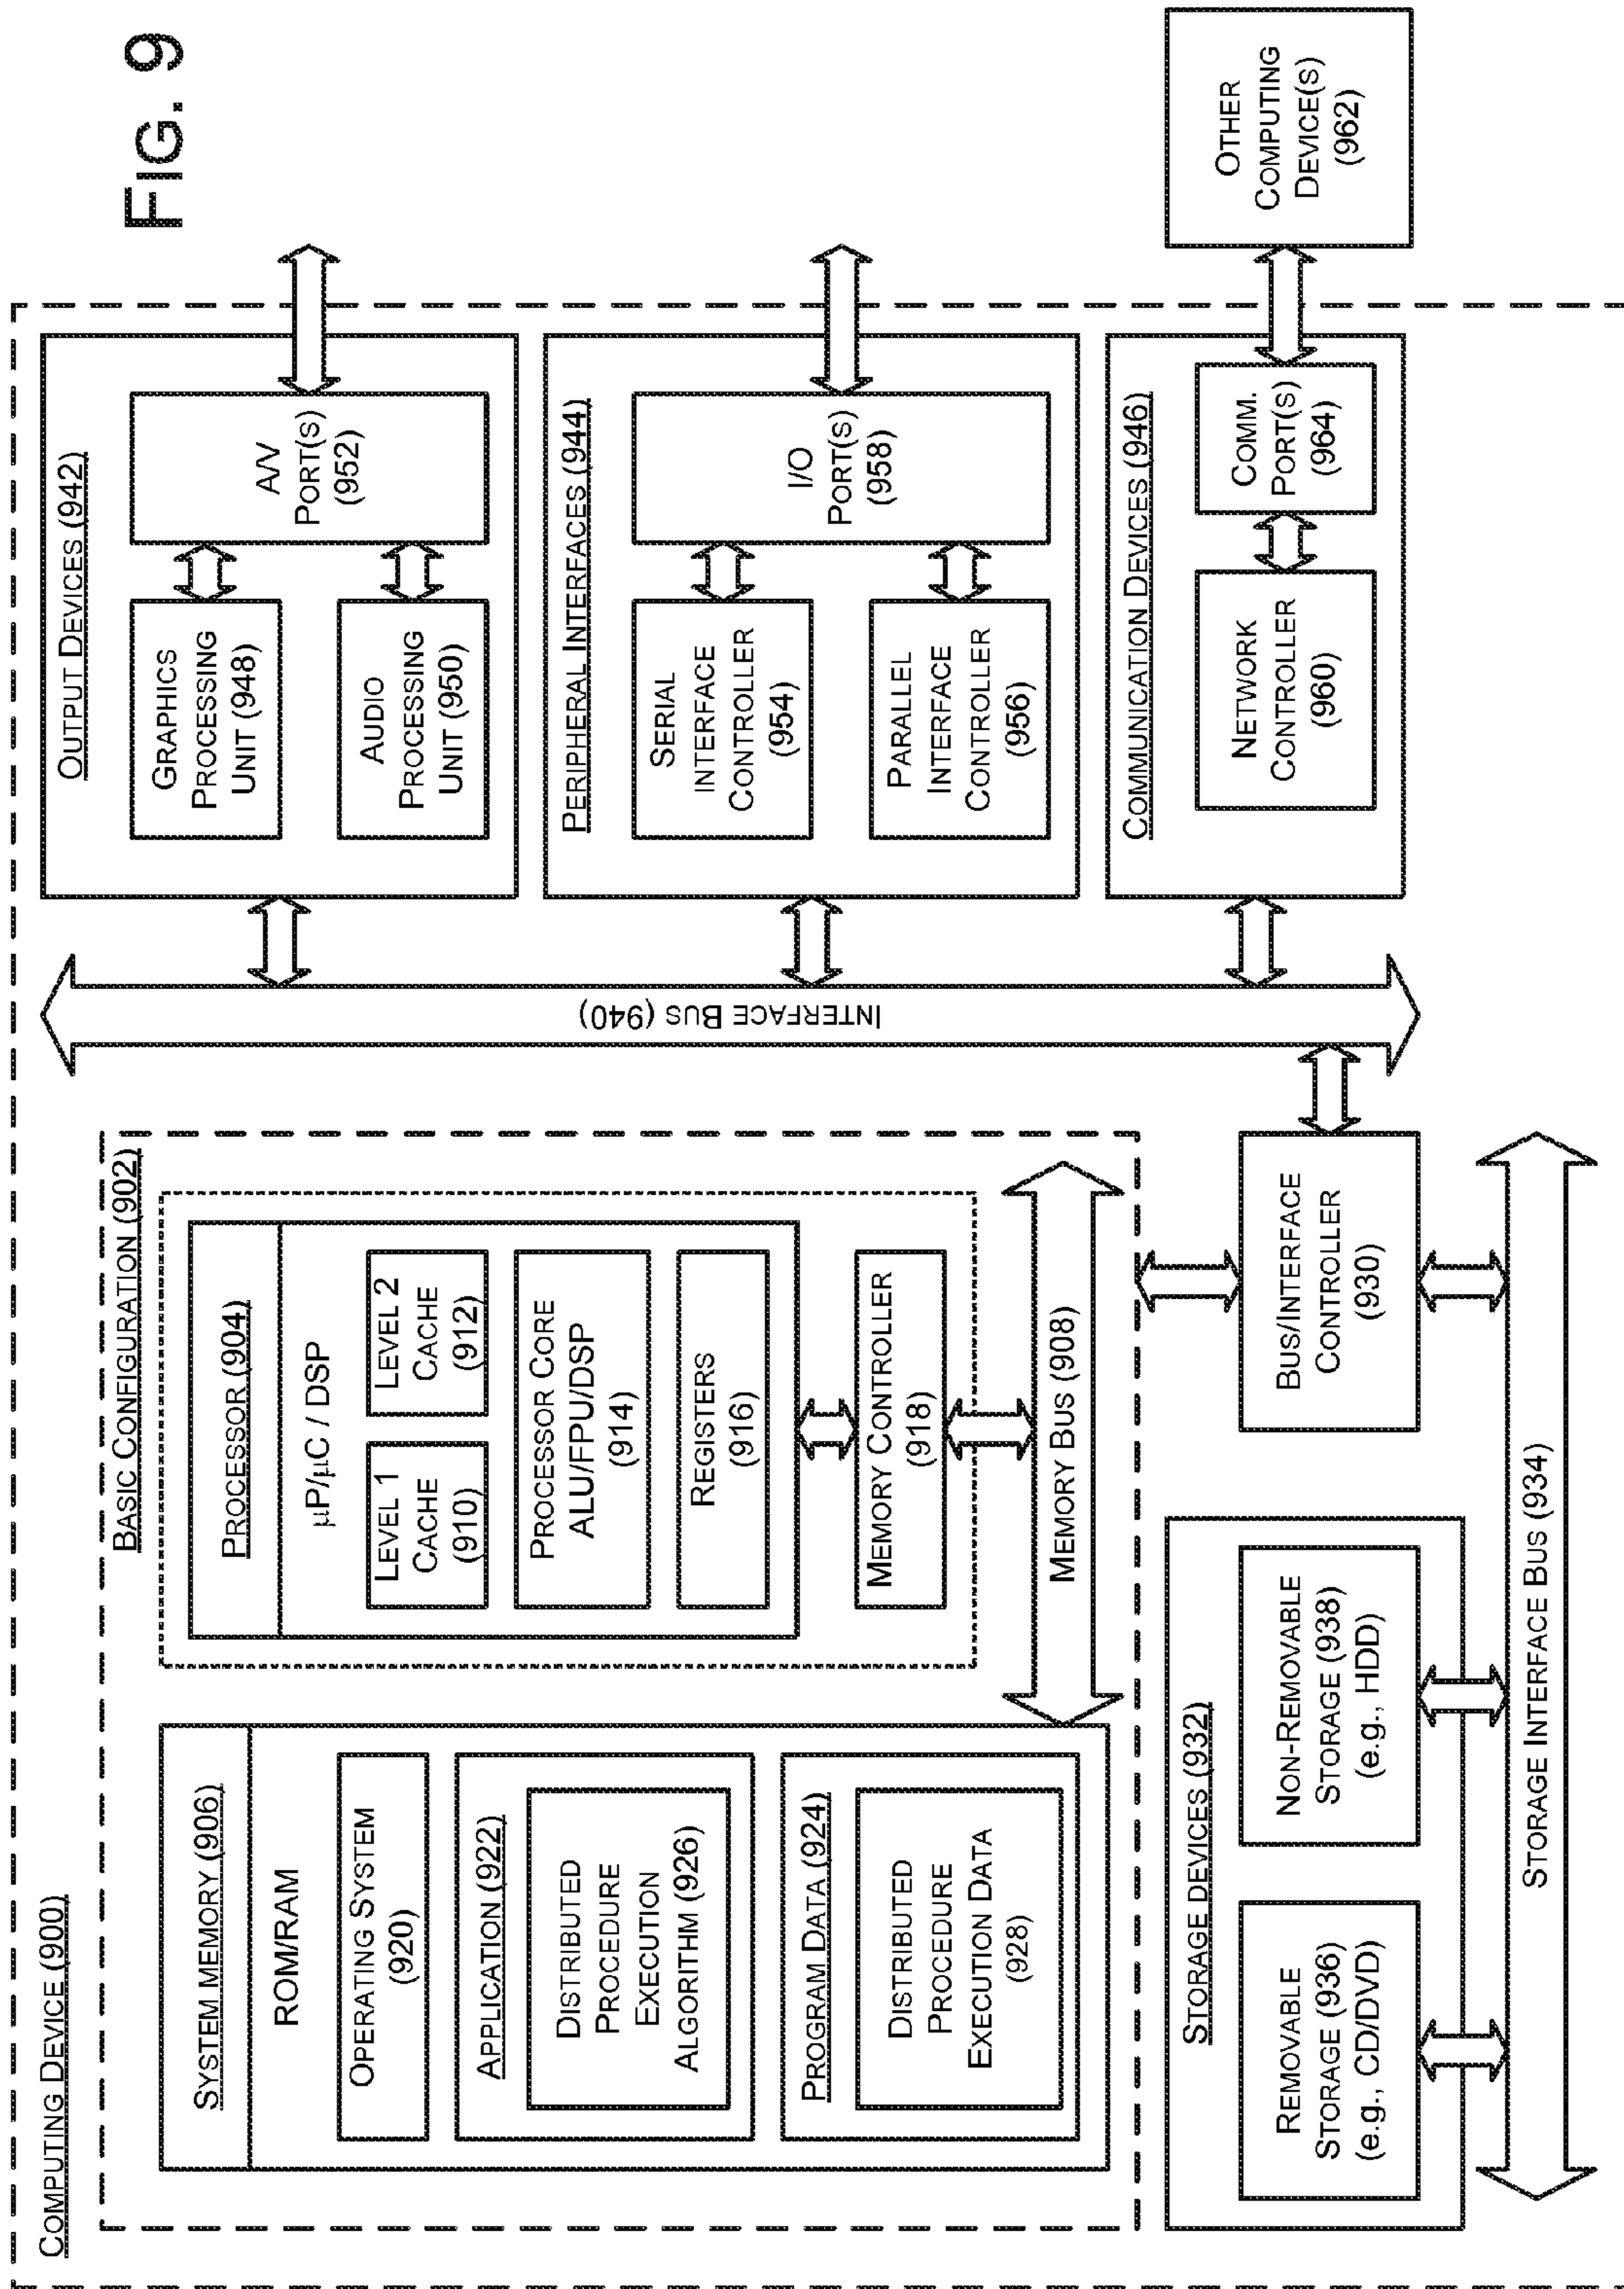 FIG. 9
COMPUTING DEVICE (900)
BASIC CONFIGURATION (902)
SYSTEM MEMORY (906)
ROM/RAM
OPERATING SYSTEM
(920)
APPLICATION (922)
DISTRIBUTED
PROCEDURE
EXECUTION
ALGORITHM (926)
PROGRAM DATA (924)
DISTRIBUTED
PROCEDURE
EXECUTION DATA
(928)
PROCESSOR (904)
µP/µC / DSP
LEVEL 1
CACHE
(910)
LEVEL 2
CACHE
(912)
PROCESSOR CORE
ALU/FPU/DSP
(914)
REGISTERS
(916)
MEMORY CONTROLLER
(918)
MEMORY BUS (908)
BUS/INTERFACE
CONTROLLER
(930)
STORAGE DEVICES (932)
REMOVABLE
STORAGE (936)
(e.g., CD/DVD)
NON-REMOVABLE
STORAGE (938)
(e.g., HDD)
STORAGE INTERFACE BUS (934)
INTERFACE BUS (940)
OUTPUT DEVICES (942)
GRAPHICS
PROCESSING
UNIT (948)
AUDIO
PROCESSING
UNIT (950)
A/V
PORT(S)
(952)
PERIPHERAL INTERFACES (944)
SERIAL
INTERFACE
CONTROLLER
(954)
PARALLEL
INTERFACE
CONTROLLER
(956)
I/O
PORT(S)
(958)
COMMUNICATION DEVICES (946)
NETWORK
CONTROLLER
(960)
COMM.
PORT(S)
(964)
OTHER
COMPUTING
DEVICE(S)
(962)